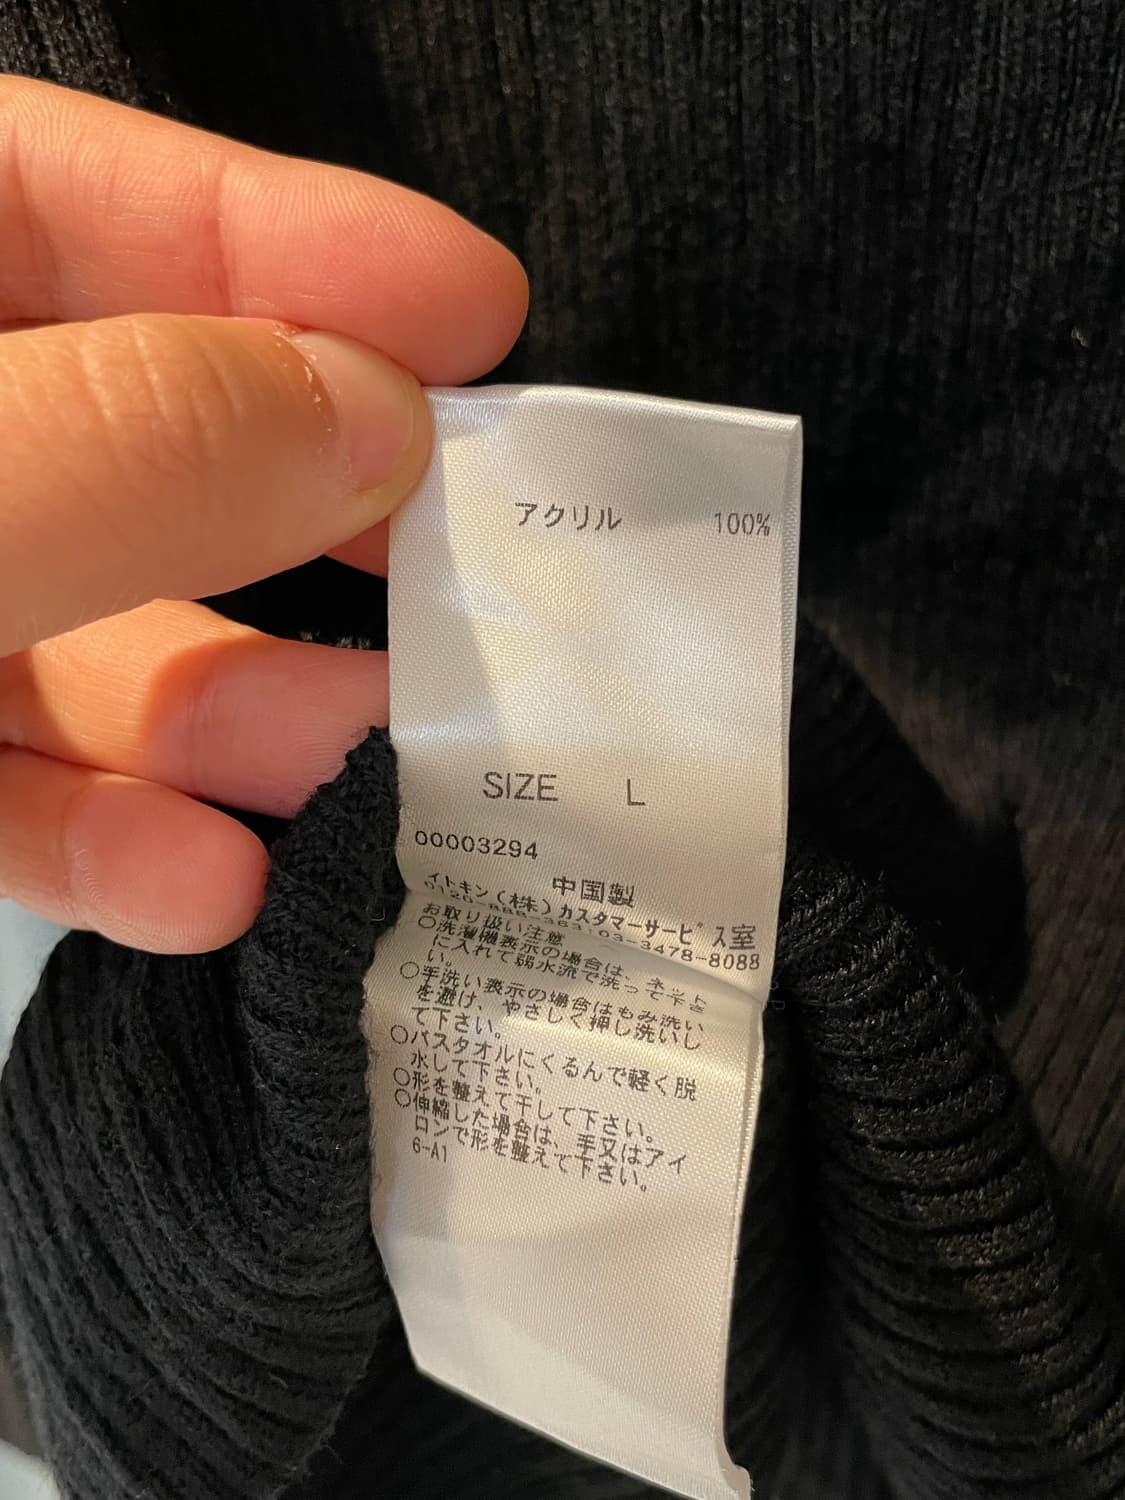 アクリル 100%
SIZE L
00003294
中国製
イトキン(株)カスタマーサービス室
0120-888-363,03-3478-8088
お取り扱い注意
○洗濯機表示の場合は、ネット
に入れて弱水流で洗って下さ
い。
○手洗い表示の場合はもみ洗い
を避け、やさしく押し洗いし
て下さい。
○バスタオルにくるんで軽く脱
水して下さい。
○形を整えて干して下さい。
○伸縮した場合は、手又はアイ
ロンで形を整えて下さい。
6-A1